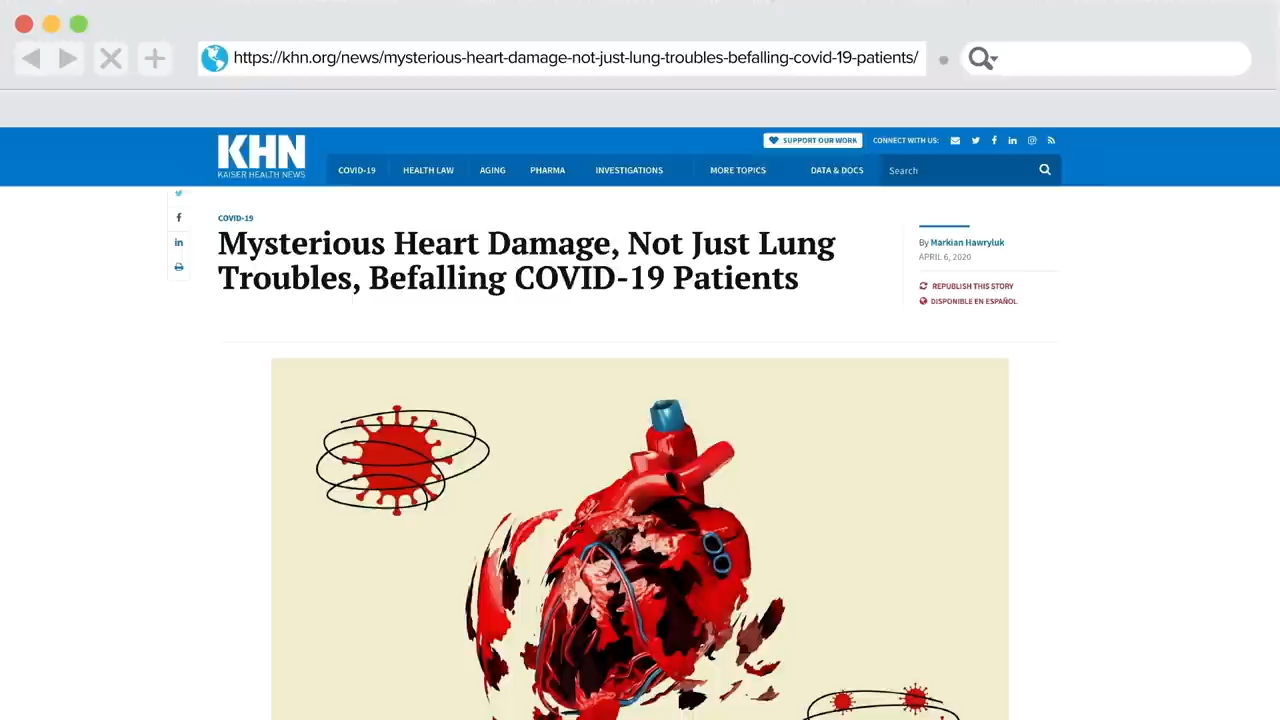 https://khn.org/news/mysterious-heart-damage-not-just-lung-troubles-befalling-covid-19-patients/
KHN
KAISER HEALTH NEWS
SUPPORT OUR WORK
CONNECT WITH US:
COVID-19
HEALTH LAW
AGING
PHARMA
INVESTIGATIONS
MORE TOPICS
DATA & DOCS
Search
COVID-19
Mysterious Heart Damage, Not Just Lung
Troubles, Befalling COVID-19 Patients
By Markian Hawryluk
APRIL 6, 2020
REPUBLISH THIS STORY
DISPONIBLE EN ESPAÑOL